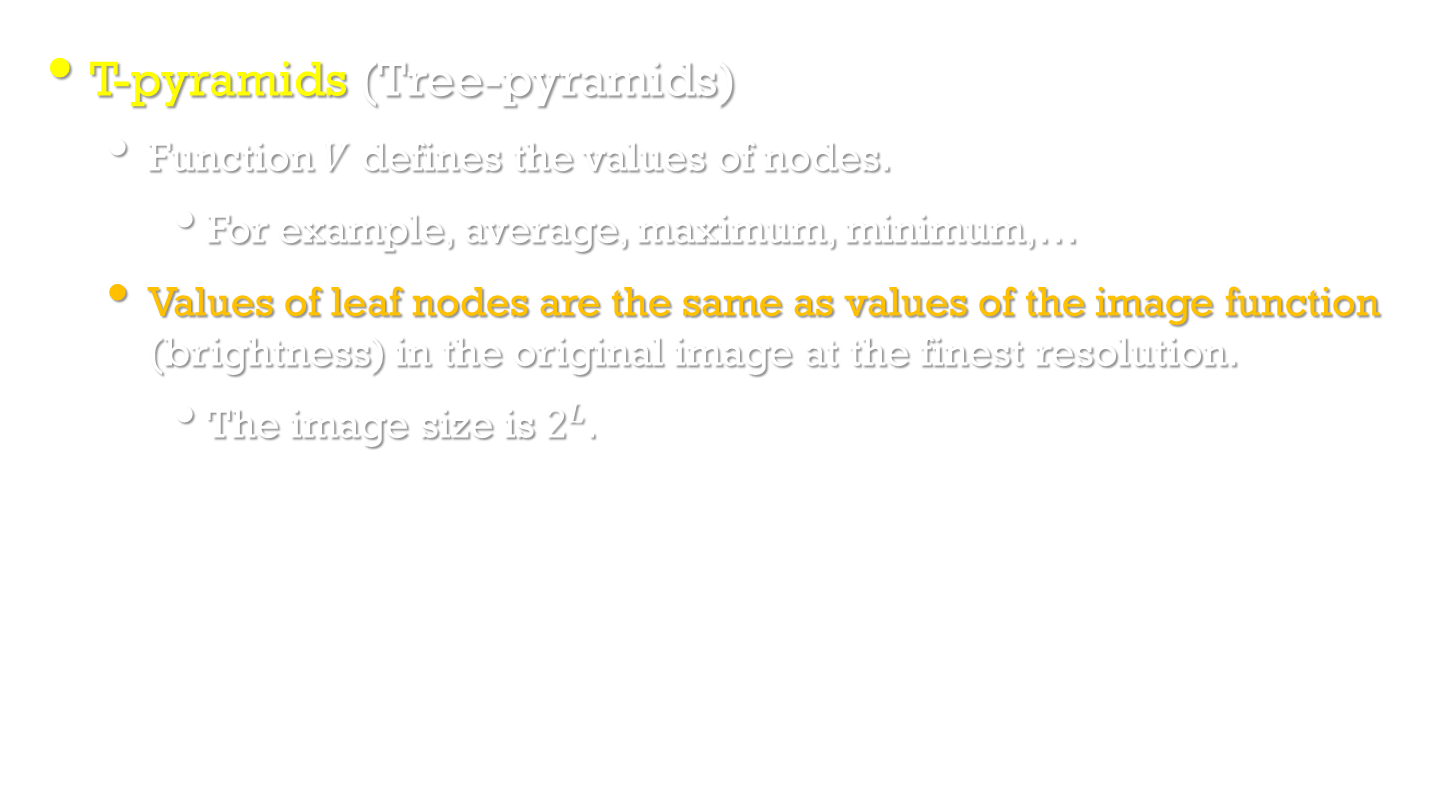 • T-pyramids (Tree-pyramids)
• Function V defines the values of nodes.
• For example, average, maximum, minimum,…
• Values of leaf nodes are the same as values of the image function
(brightness) in the original image at the finest resolution.
• The image size is 2^L.